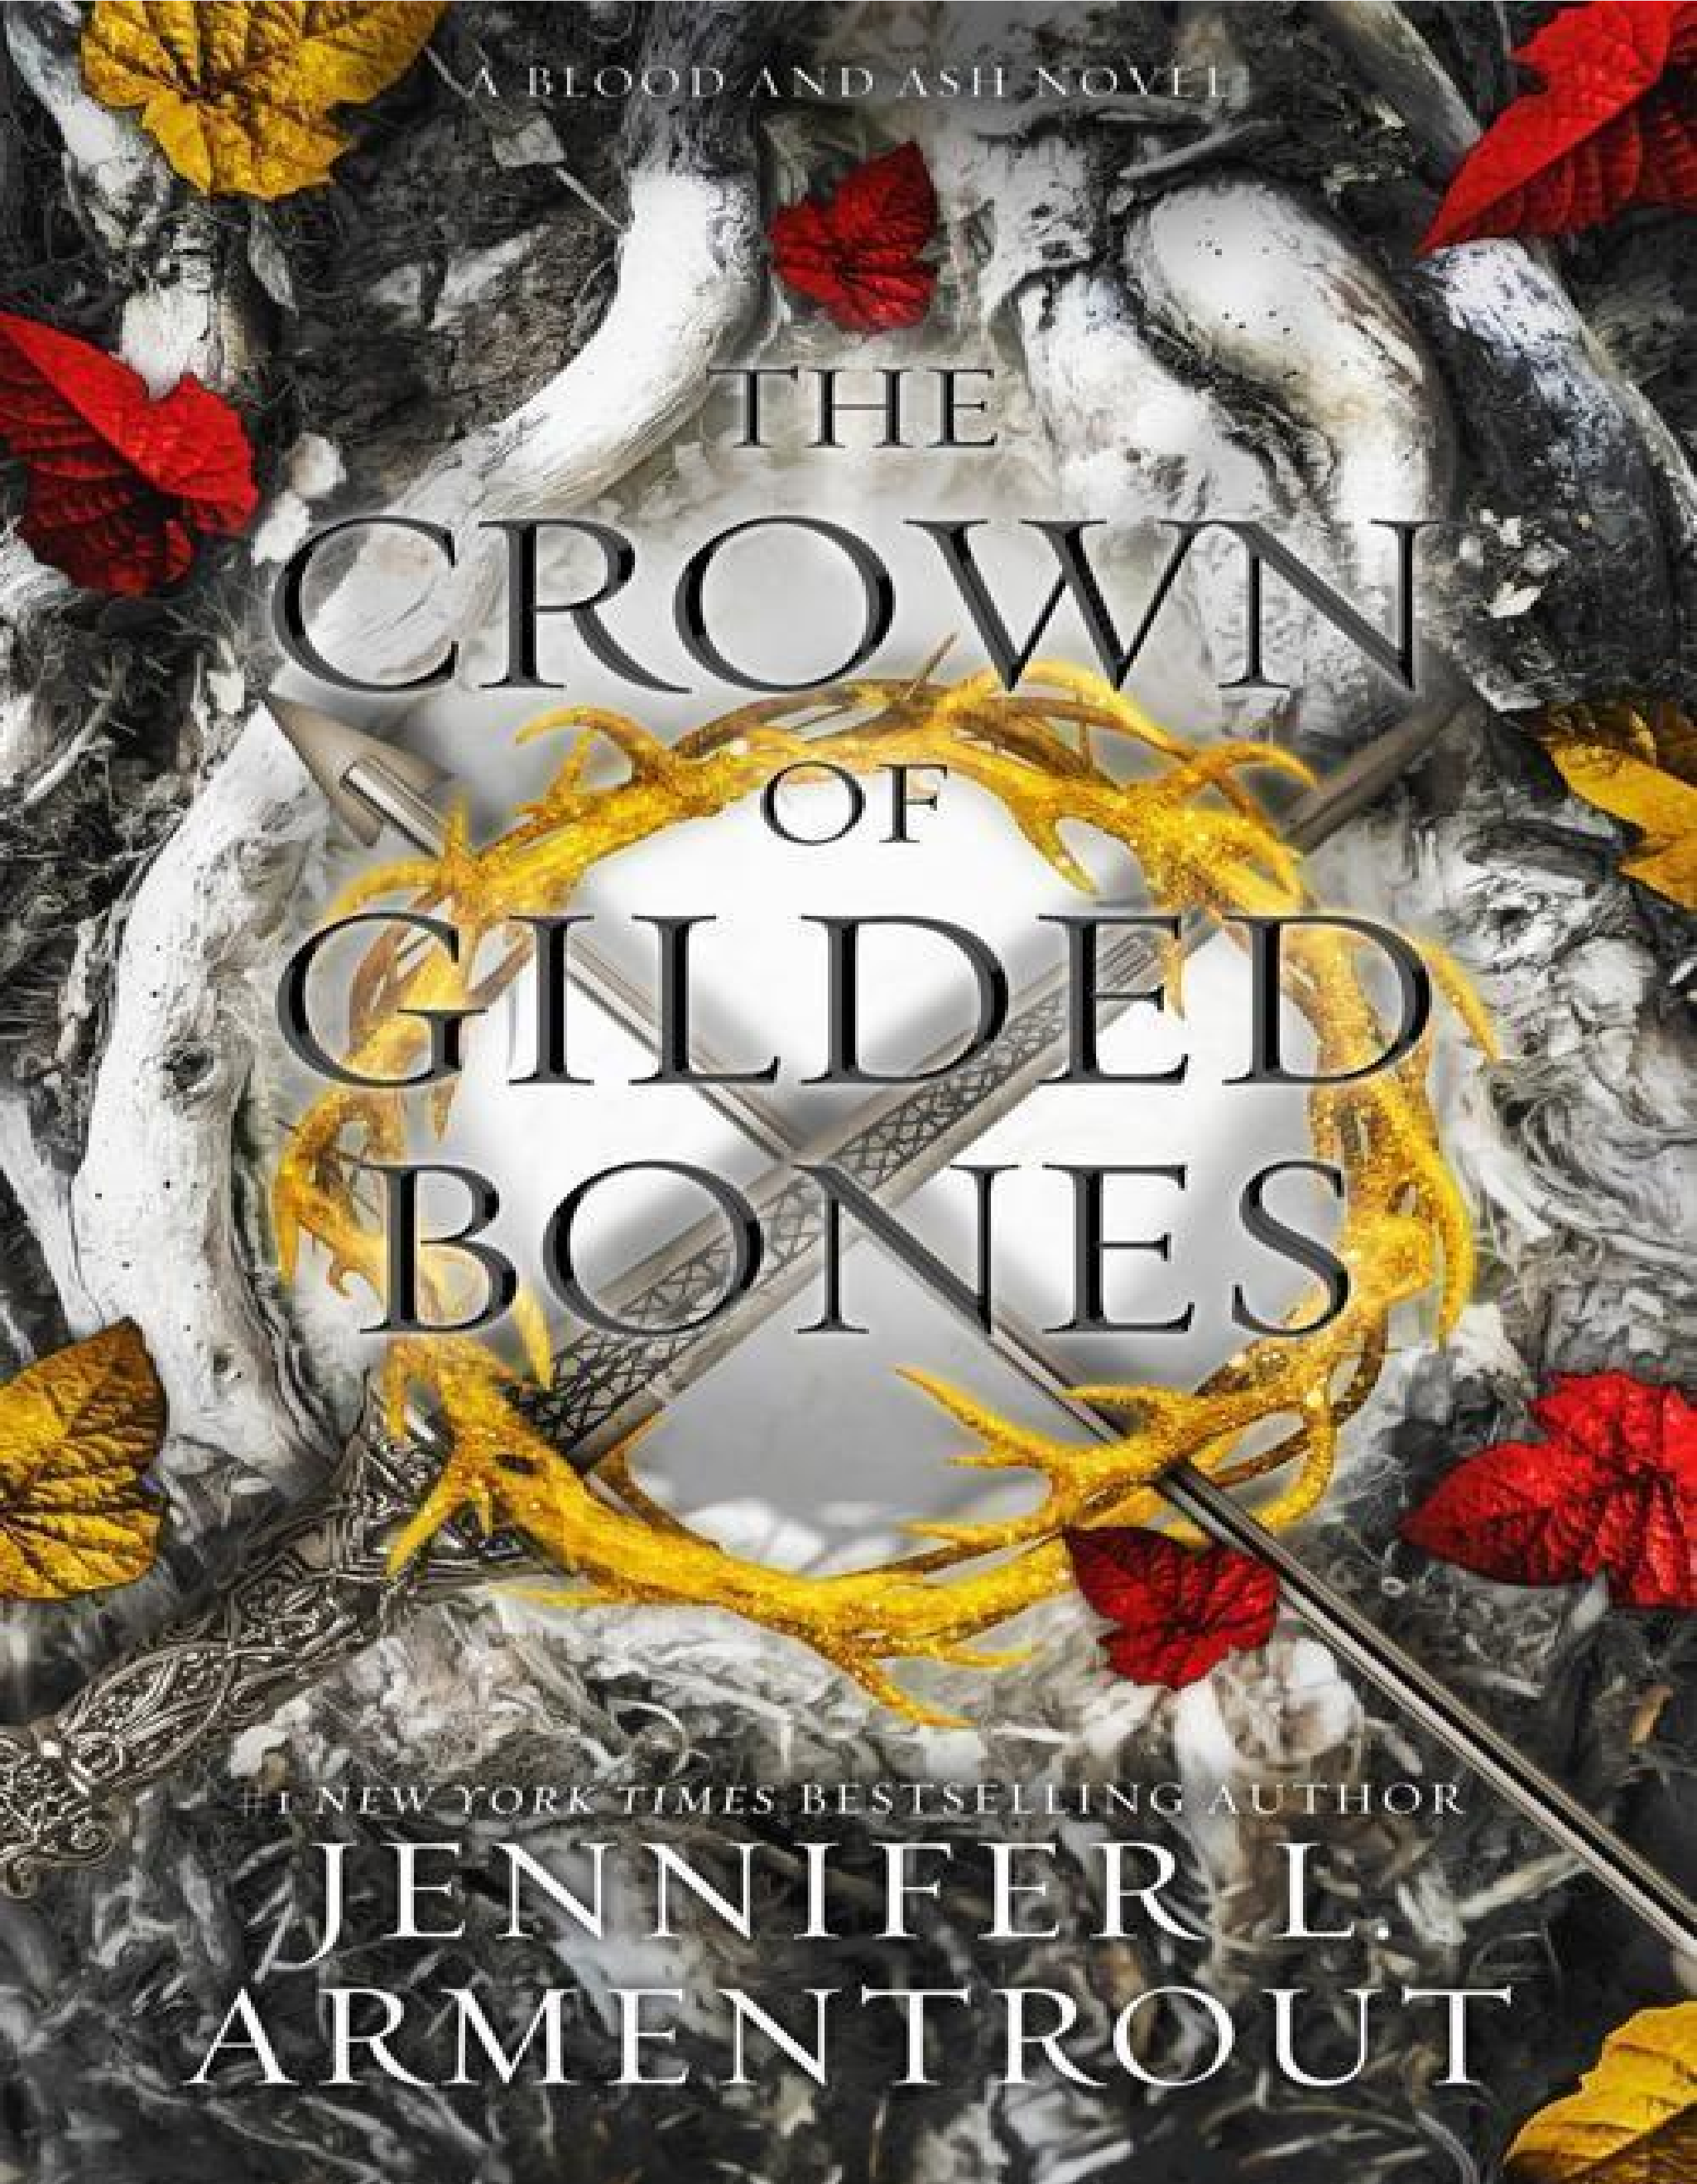 A BLOOD AND ASH NOVEL
THE
CROWN
OF
GILDED
BONES
#1 NEW YORK TIMES BESTSELLING AUTHOR
JENNIFER L.
ARMENTROUT